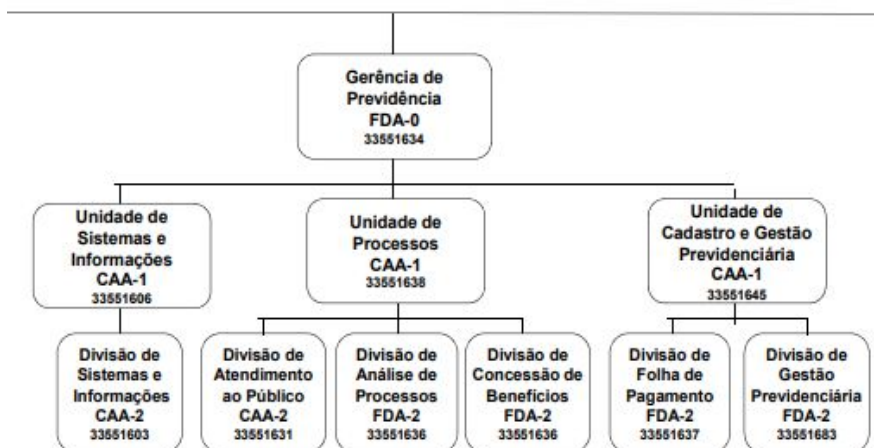 Gerência de
Previdência
FDA-0
33551634
Unidade de
Sistemas e
Informações
CAA-1
33551606
Unidade de
Processos
CAA-1
33551638
Unidade de
Cadastro e Gestão
Previdenciária
CAA-1
33551645
Divisão de
Sistemas e
Informações
CAA-2
33551603
Divisão de
Atendimento
ao Público
CAA-2
33551631
Divisão de
Análise de
Processos
FDA-2
33551636
Divisão de
Concessão de
Benefícios
FDA-2
33551636
Divisão de
Folha de
Pagamento
FDA-2
33551637
Divisão de
Gestão
Previdenciária
FDA-2
33551683